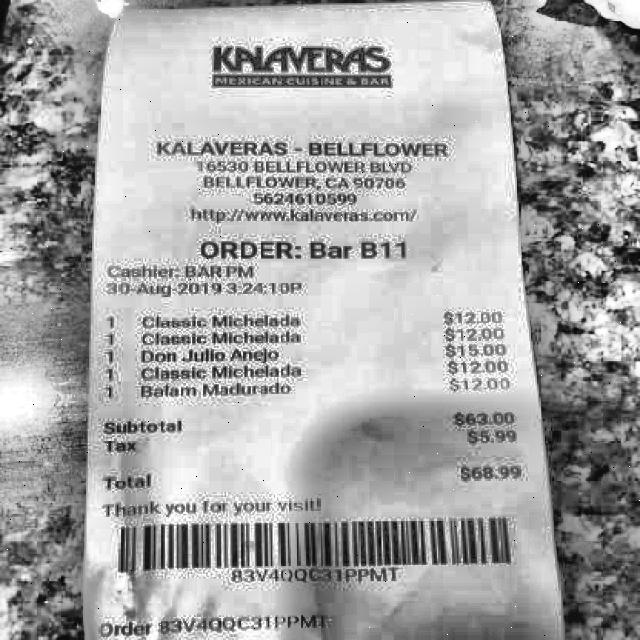 KALAVERAS
MEXICAN CUISINE & BAR
KALAVERAS - BELLFLOWER
16530 BELLFLOWER BLVD
BELLFLOWER, CA 90706
5624610599
http://www.kalaveras.com/
ORDER: Bar B11
Cashier: BAR PM
30-Aug-2019 3:24:10P
1 Classic Michelada $12.00
1 Classic Michelada $12.00
1 Don Julio Anejo $15.00
1 Classic Michelada $12.00
1 Balam Madurado $12.00
Subtotal $63.00
Tax $5.99
Total $68.99
Thank you for your visit!
83V4QQC31PPMT
Order 83V4QQC31PPMT